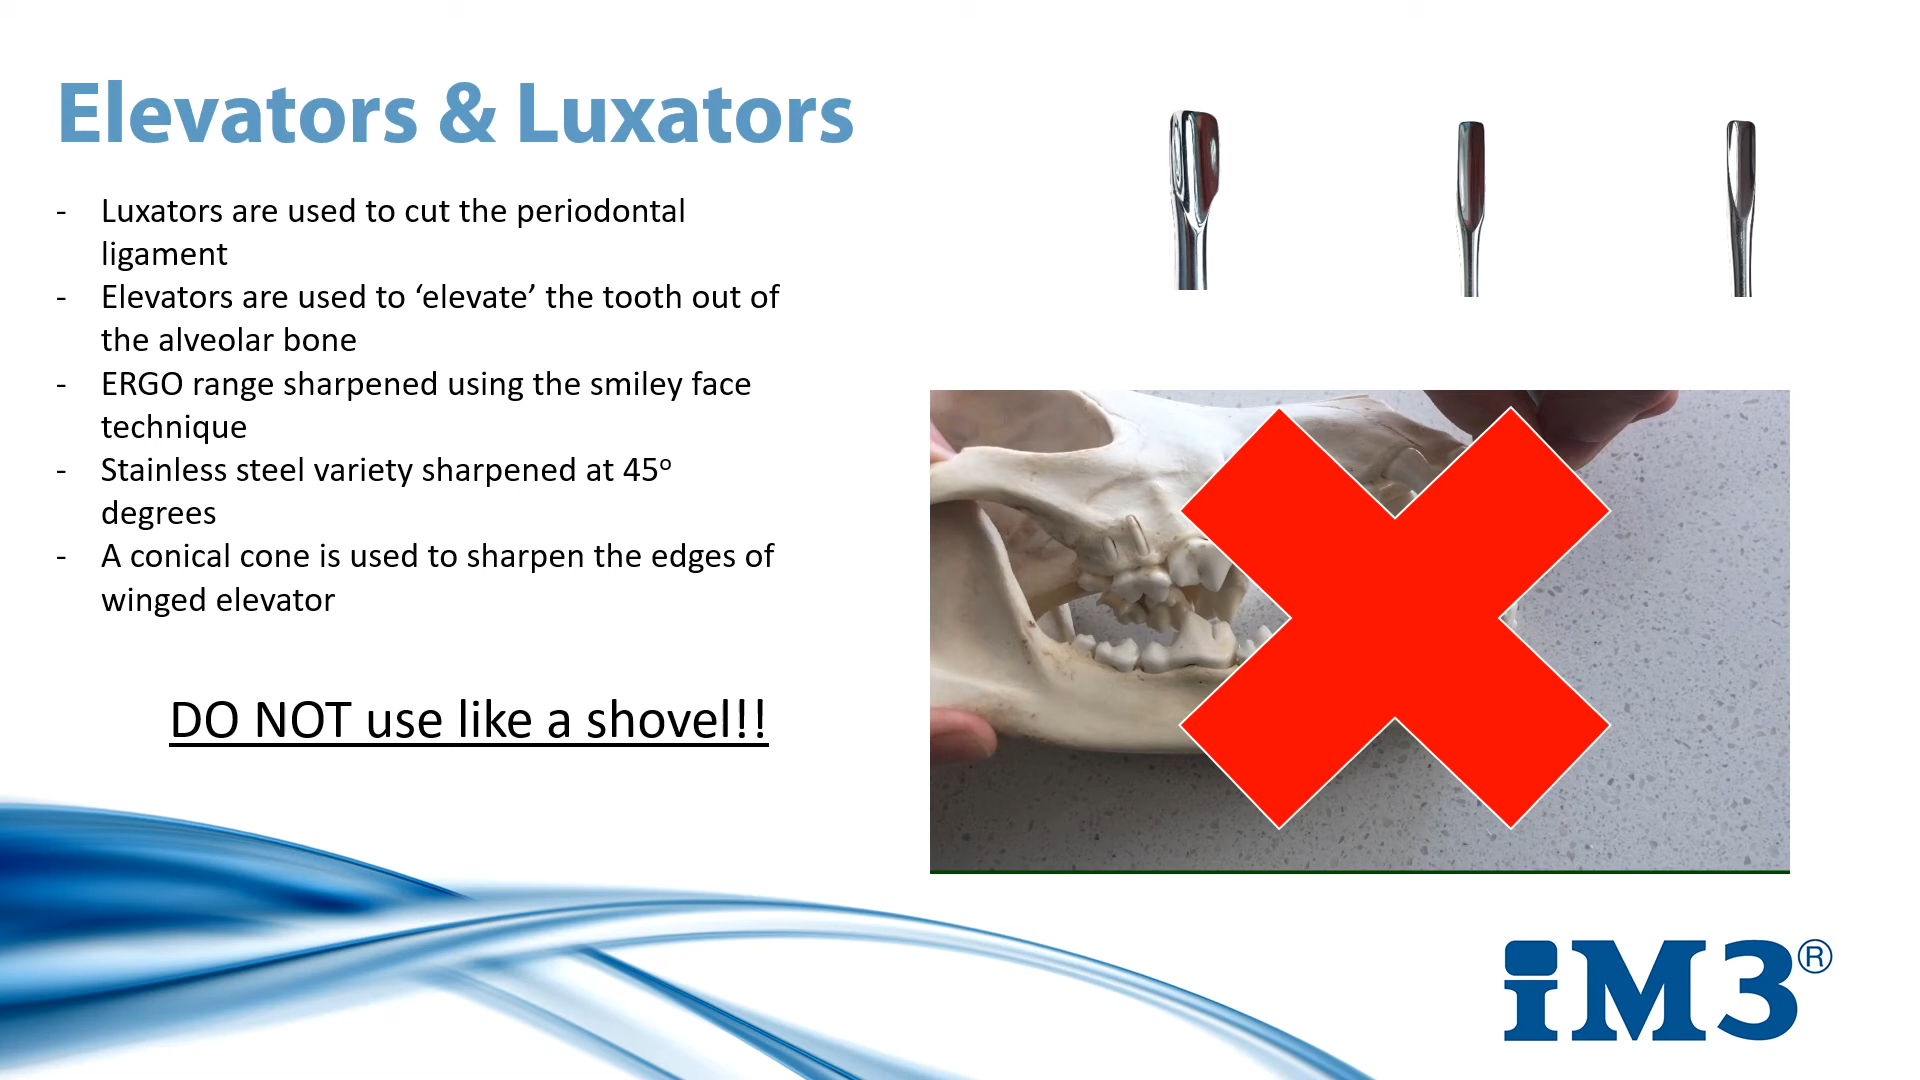 Elevators & Luxators
- Luxators are used to cut the periodontal
ligament
- Elevators are used to ‘elevate’ the tooth out of
the alveolar bone
- ERGO range sharpened using the smiley face
technique
- Stainless steel variety sharpened at 45º
degrees
- A conical cone is used to sharpen the edges of
winged elevator
DO NOT use like a shovel!!
iM3®